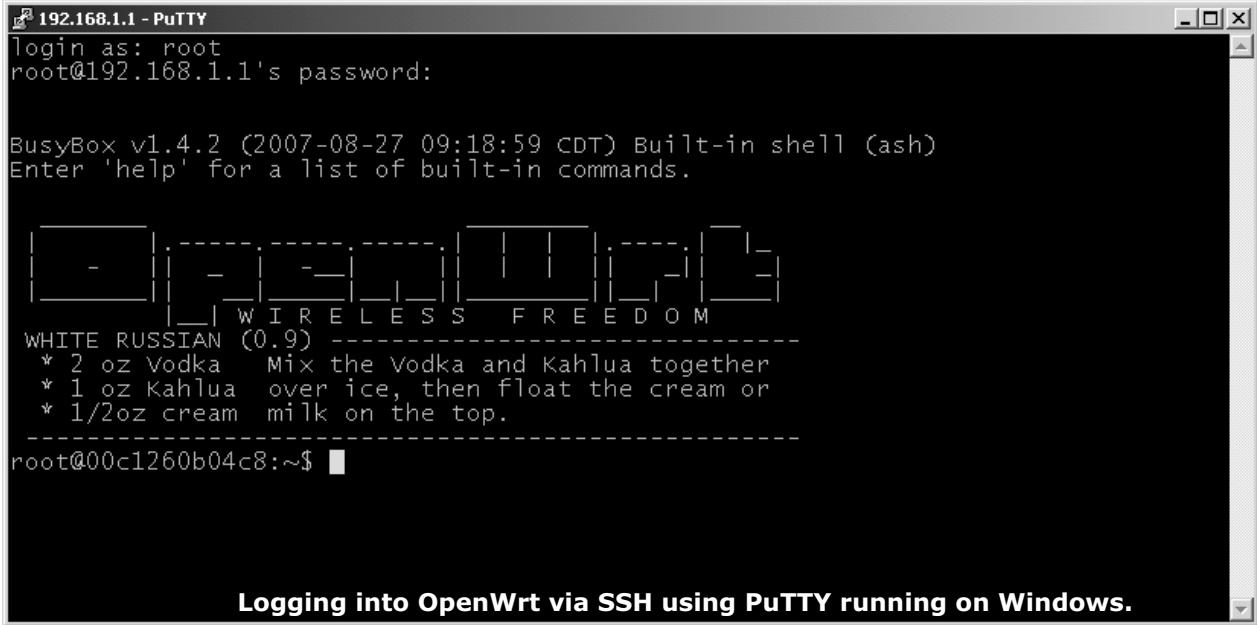 192.168.1.1 - PuTTY
login as: root
root@192.168.1.1's password:
BusyBox v1.4.2 (2007-08-27 09:18:59 CDT) Built-in shell (ash)
Enter 'help' for a list of built-in commands.
OpenWrt
W I R E L E S S   F R E E D O M
WHITE RUSSIAN (0.9) -------------------------------
* 2 oz Vodka   Mix the Vodka and Kahlua together
* 1 oz Kahlua  over ice, then float the cream or
* 1/2oz cream  milk on the top.
---------------------------------------------------
root@00c1260b04c8:~$
Logging into OpenWrt via SSH using PuTTY running on Windows.